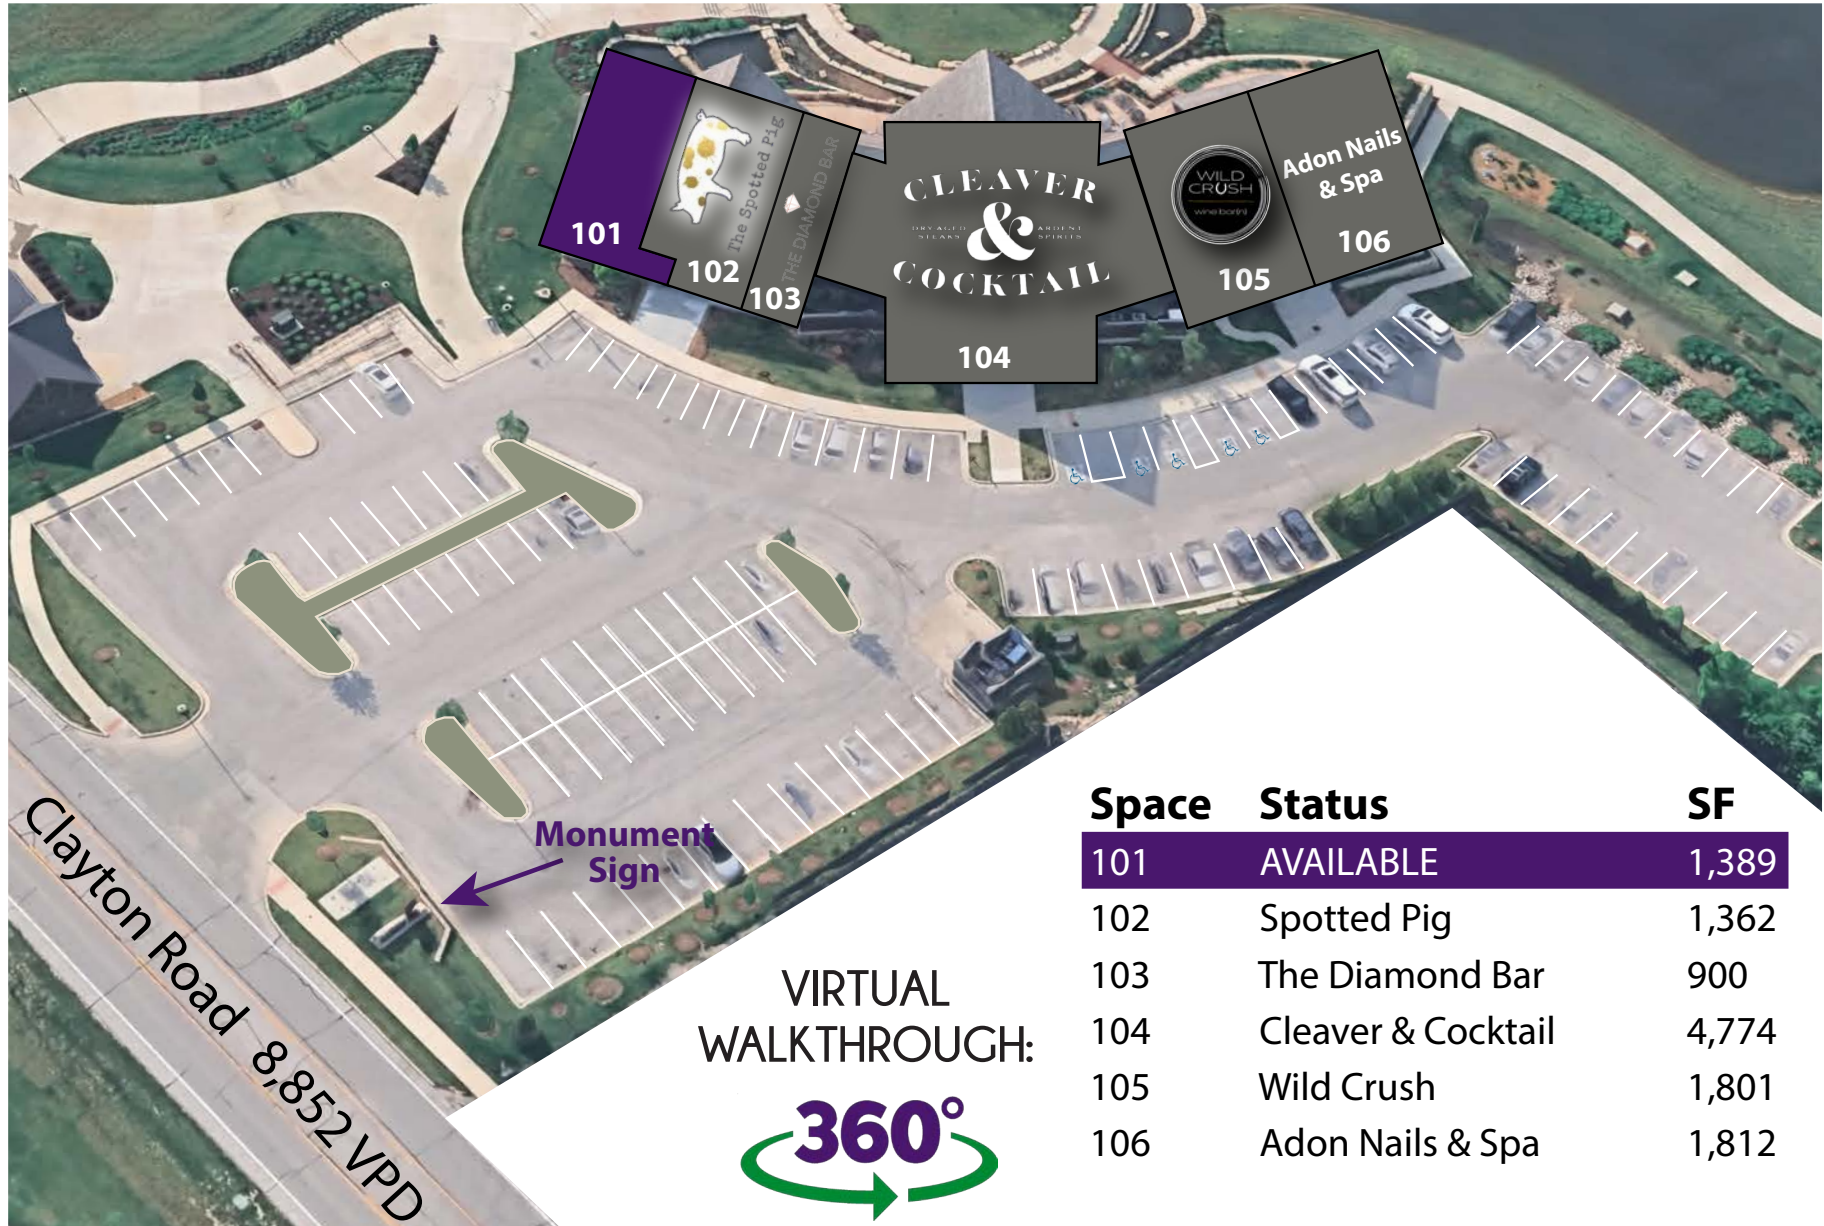 101
The Spotted Pig
102
THE DIAMOND BAR
103
CLEAVER
DRY AGED
STEAKS
&
ARDENT
SPIRITS
COCKTAIL
104
WILD
CRUSH
wine bar(n)
105
Adon Nails
& Spa
106
Monument
Sign
Clayton Road 8,852 VPD
VIRTUAL
WALKTHROUGH:
360°
Space Status SF
101 AVAILABLE 1,389
102 Spotted Pig 1,362
103 The Diamond Bar 900
104 Cleaver & Cocktail 4,774
105 Wild Crush 1,801
106 Adon Nails & Spa 1,812